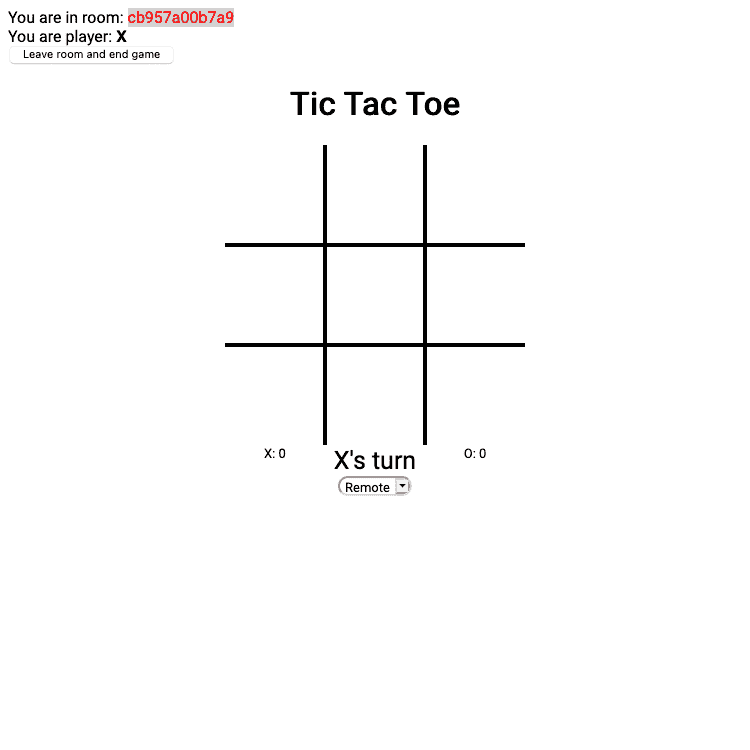 You are in room: cb957a00b7a9
You are player: X
Leave room and end game
Tic Tac Toe
X: 0
X's turn
O: 0
Remote